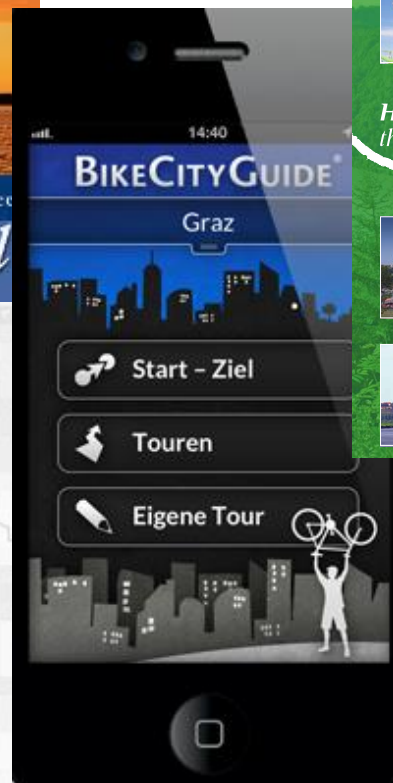 14:40
BIKECITYGUIDE®
Graz
Start – Ziel
Touren
Eigene Tour